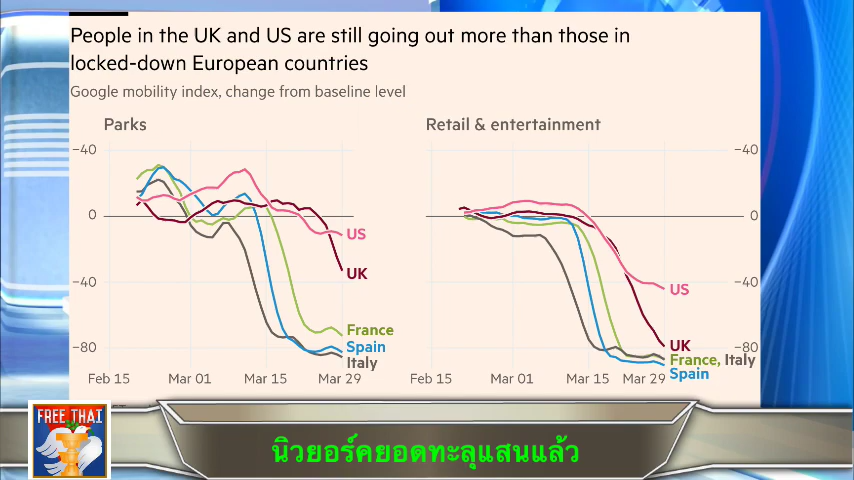 People in the UK and US are still going out more than those in
locked-down European countries
Google mobility index, change from baseline level
Parks
Retail & entertainment
−40
−40
0
0
US
−40
UK
US
−40
−80
France
Spain
Italy
UK
−80
France, Italy
Spain
Feb 15 Mar 01 Mar 15 Mar 29
Feb 15 Mar 01 Mar 15 Mar 29
FREE THAI
นิวยอร์คยอดทะลุแสนแล้ว